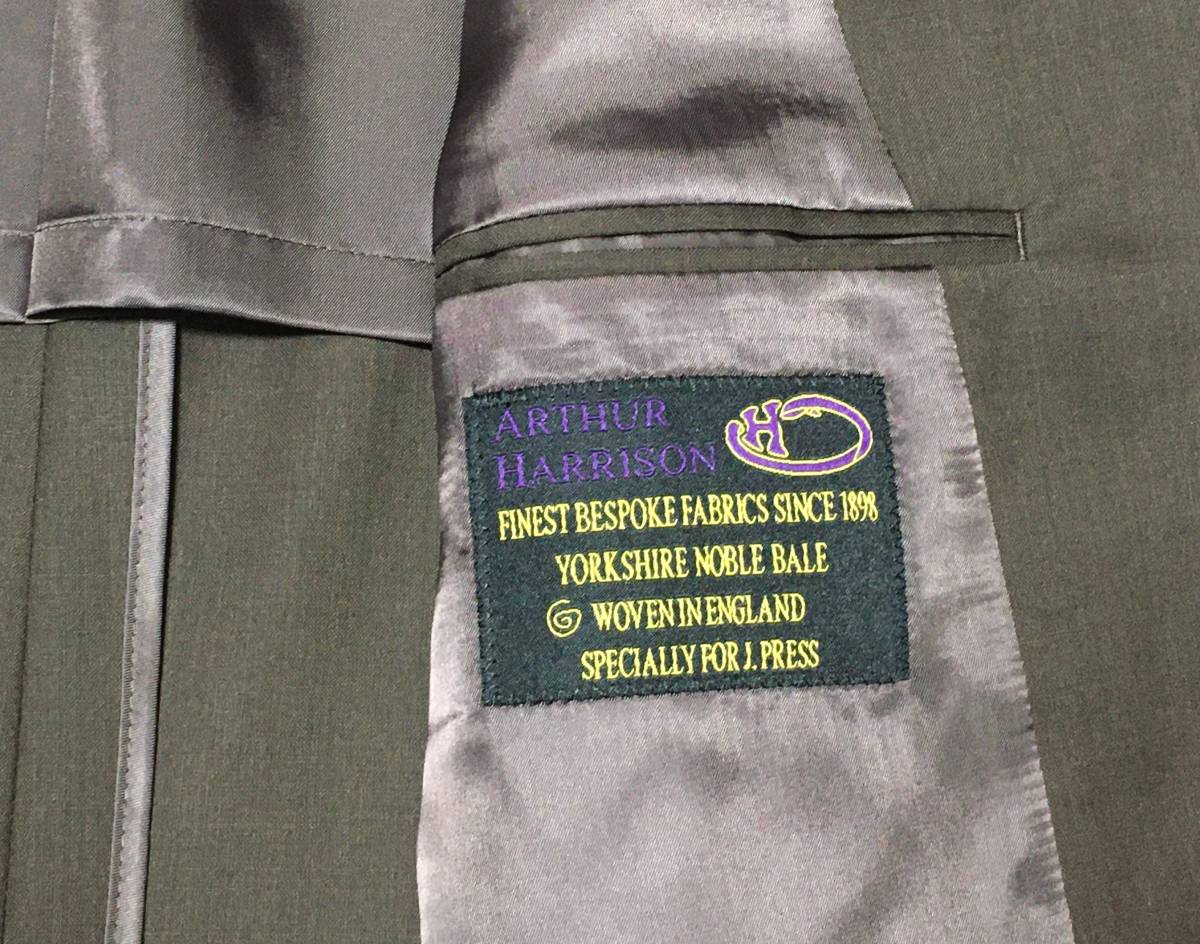 ARTHUR
HARRISON
H
FINEST BESPOKE FABRICS SINCE 1898
YORKSHIRE NOBLE BALE
WOVEN IN ENGLAND
SPECIALLY FOR J. PRESS